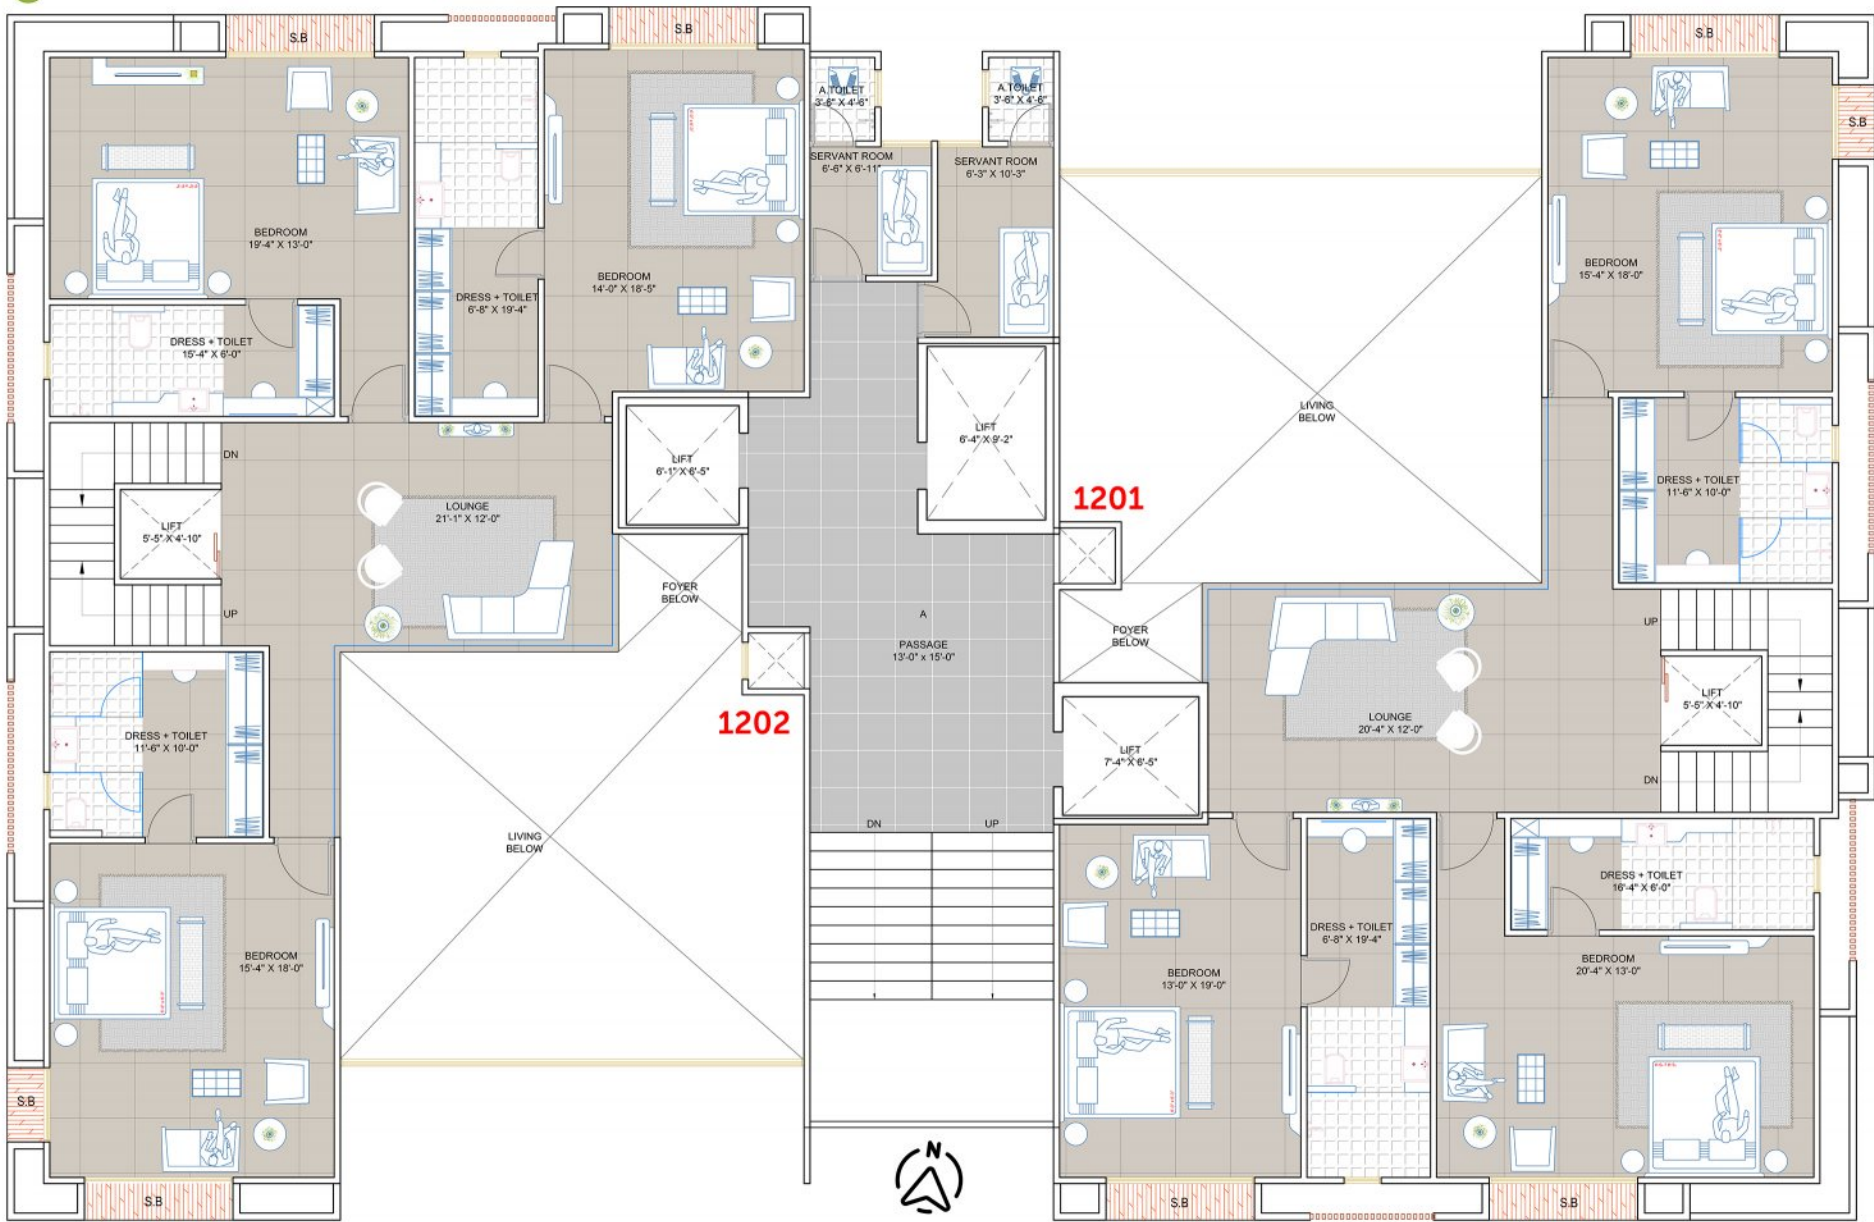 S.B
S.B
S.B
A.TOILET
3'-6" X 4'-6"
A.TOILET
3'-6" X 4'-6"
S.B
SERVANT ROOM
6'-6" X 6'-11"
SERVANT ROOM
6'-3" X 10'-3"
BEDROOM
19'-4" X 13'-0"
BEDROOM
14'-0" X 18'-5"
DRESS + TOILET
6'-8" X 19'-4"
BEDROOM
15'-4" X 18'-0"
DRESS + TOILET
15'-4" X 6'-0"
LIVING
BELOW
LIFT
6'-4" X 9'-2"
DN
LIFT
6'-1" X 6'-5"
DRESS + TOILET
11'-6" X 10'-0"
1201
LOUNGE
21'-1" X 12'-0"
LIFT
5'-5" X 4'-10"
FOYER
BELOW
UP
A
PASSAGE
13'-0" x 15'-0"
FOYER
BELOW
UP
LIFT
5'-5" X 4'-10"
1202
LOUNGE
20'-4" X 12'-0"
DRESS + TOILET
11'-6" X 10'-0"
LIFT
7'-4" X 6'-5"
DN
DN
UP
LIVING
BELOW
DRESS + TOILET
16'-4" X 6'-0"
DRESS + TOILET
6'-8" X 19'-4"
BEDROOM
15'-4" X 18'-0"
BEDROOM
13'-0" X 19'-0"
BEDROOM
20'-4" X 13'-0"
S.B
N
S.B
S.B
S.B